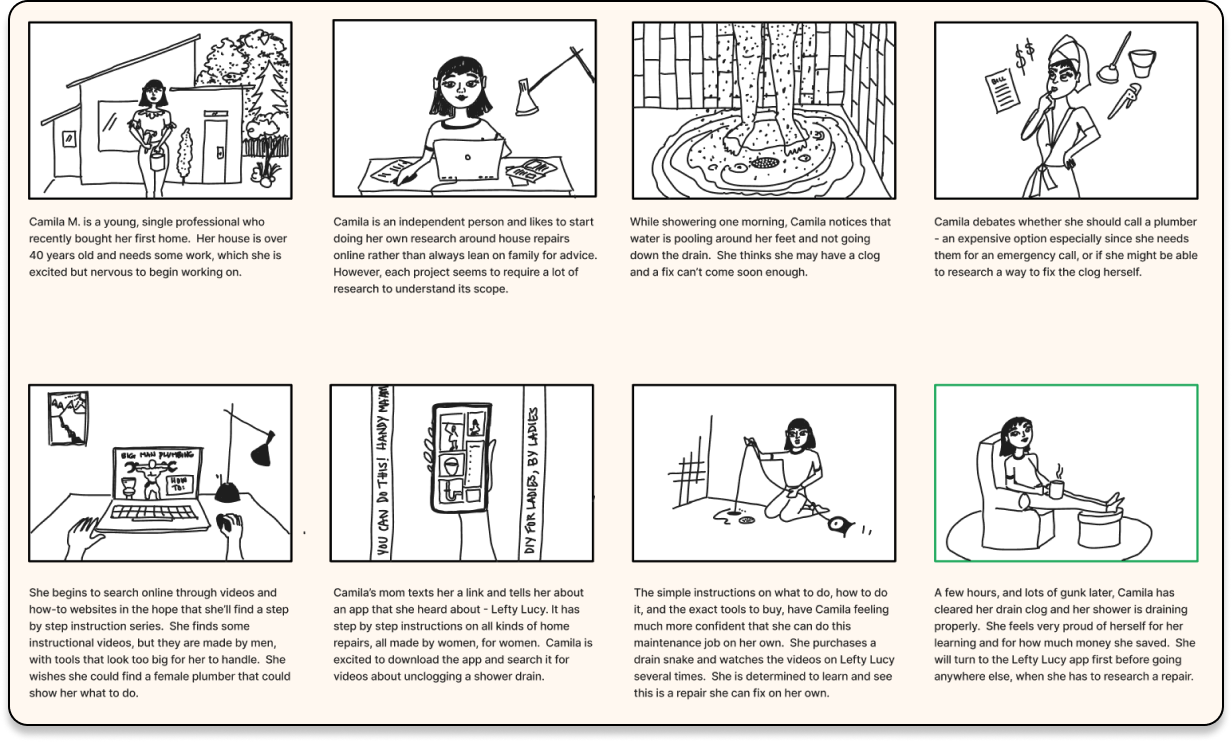 BILL
$$
Camila M. is a young, single professional who
recently bought her first home.  Her house is over
40 years old and needs some work, which she is
excited but nervous to begin working on.
Camila is an independent person and likes to start
doing her own research around house repairs
online rather than always lean on family for advice.
However, each project seems to require a lot of
research to understand its scope.
While showering one morning, Camila notices that
water is pooling around her feet and not going
down the drain.  She thinks she may have a clog
and a fix can't come soon enough.
Camila debates whether she should call a plumber
- an expensive option especially since she needs
them for an emergency call, or if she might be able
to research a way to fix the clog herself.
BIG MAN PLUMBING
HOW
TO:
YOU CAN DO THIS! HANDY
DIY FOR LADIES, BY LADIES
She begins to search online through videos and
how-to websites in the hope that she'll find a step
by step instruction series.  She finds some
instructional videos, but they are made by men,
with tools that look too big for her to handle.  She
wishes she could find a female plumber that could
show her what to do.
Camila's mom texts her a link and tells her about
an app that she heard about - Lefty Lucy. It has
step by step instructions on all kinds of home
repairs, all made by women, for women.  Camila is
excited to download the app and search it for
videos about unclogging a shower drain.
The simple instructions on what to do, how to do
it, and the exact tools to buy, have Camila feeling
much more confident that she can do this
maintenance job on her own.  She purchases a
drain snake and watches the videos on Lefty Lucy
several times.  She is determined to learn and see
this is a repair she can fix on her own.
A few hours, and lots of gunk later, Camila has
cleared her drain clog and her shower is draining
properly.  She feels very proud of herself for her
learning and for how much money she saved.  She
will turn to the Lefty Lucy app first before going
anywhere else, when she has to research a repair.